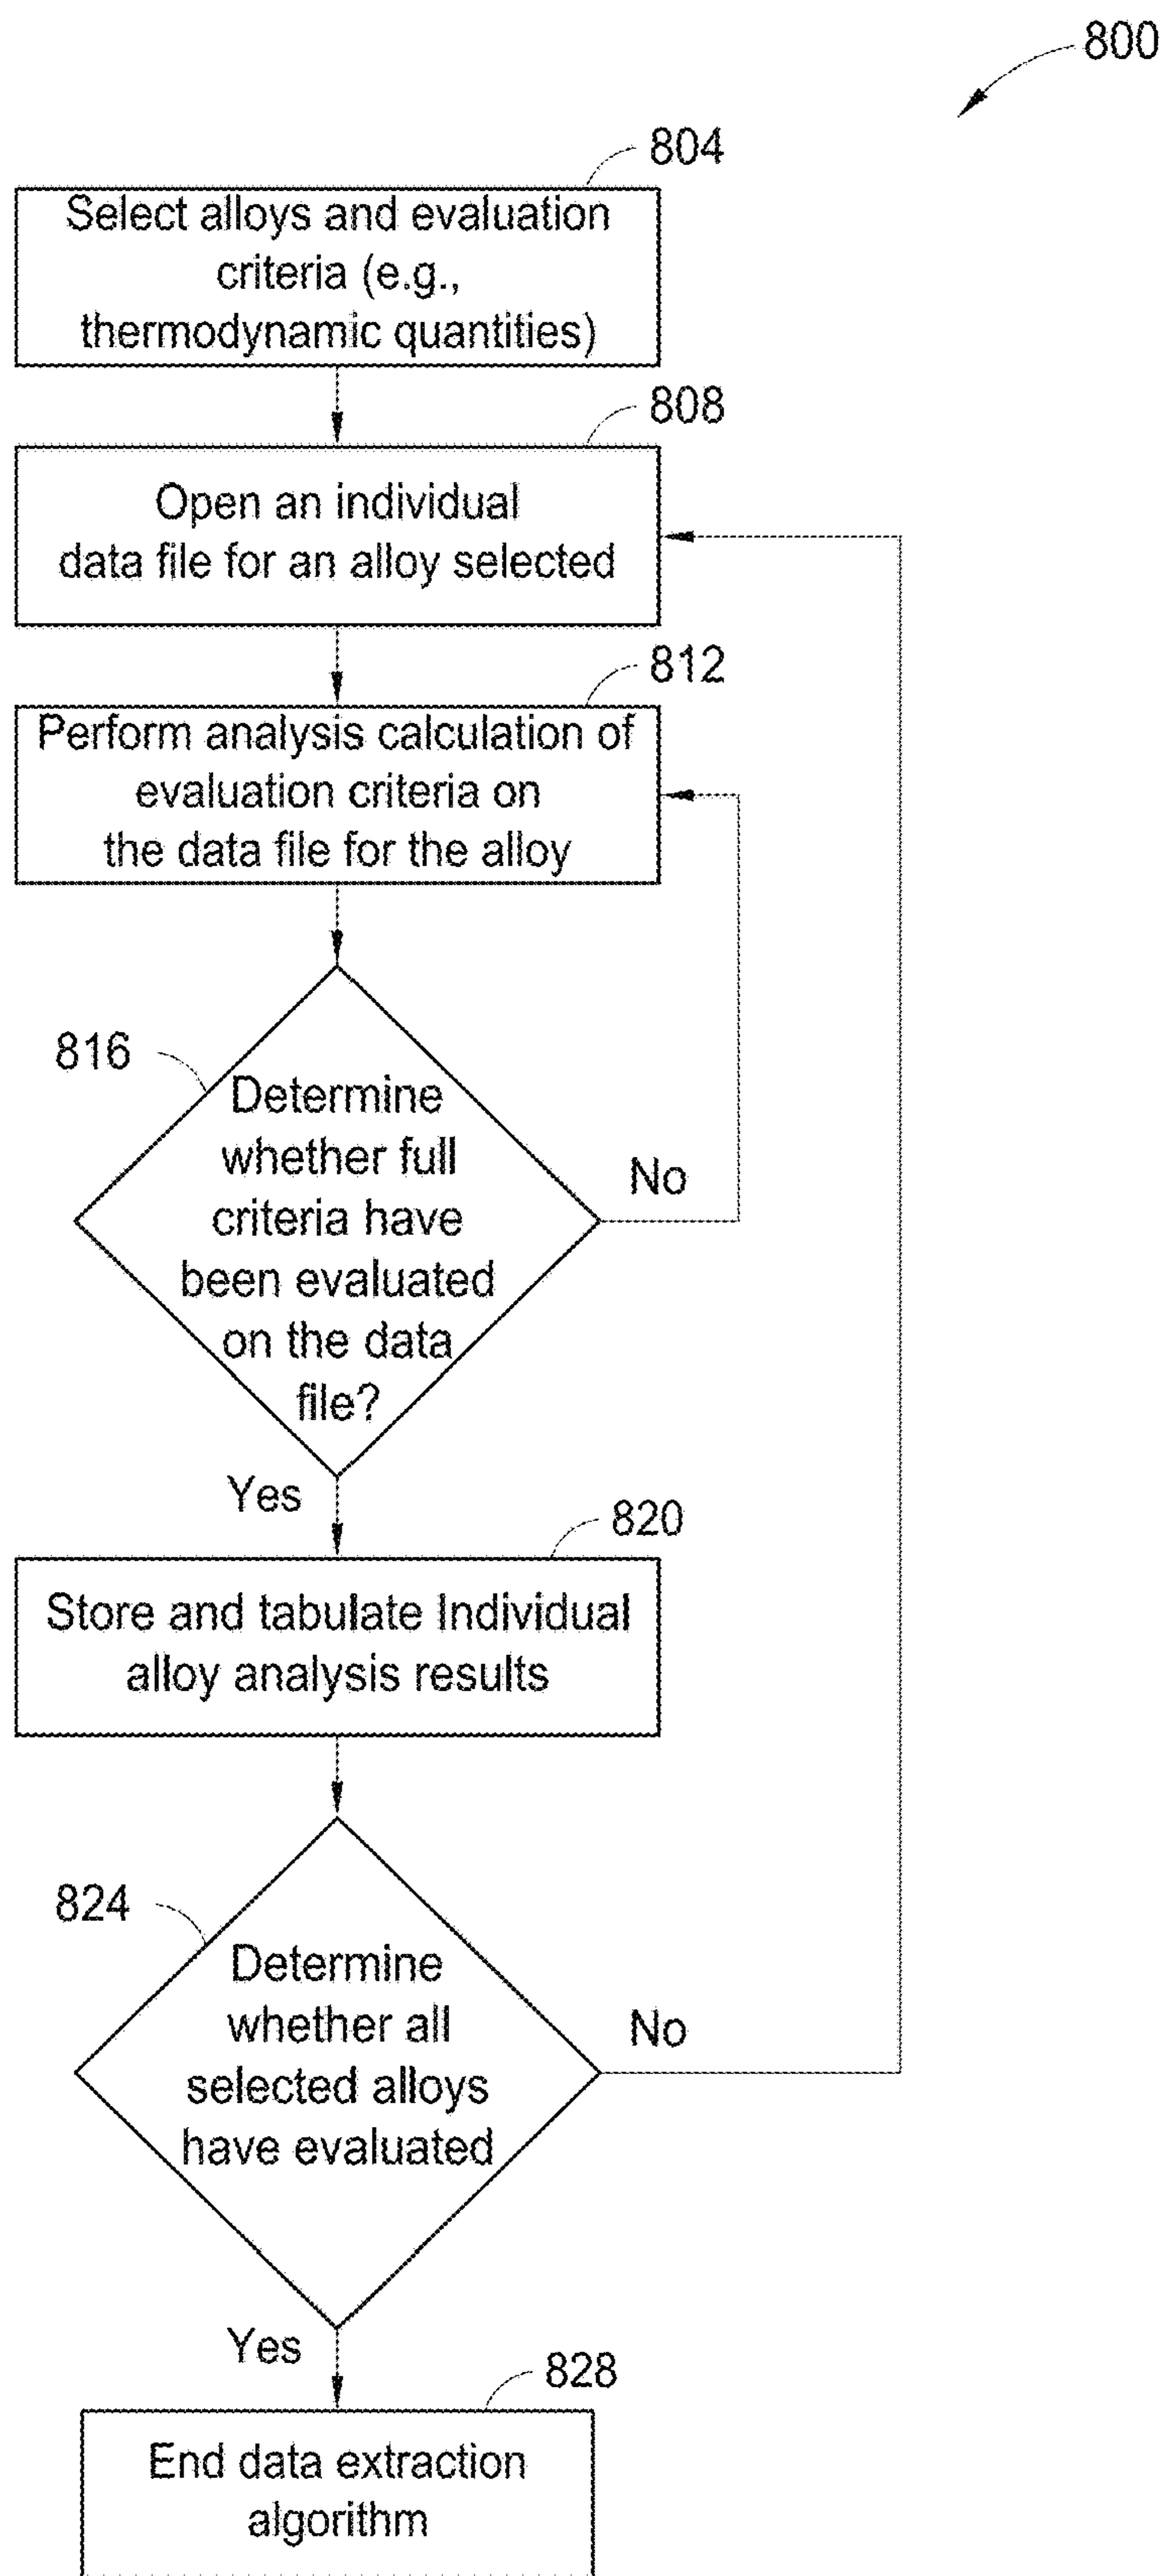 800
804
Select alloys and evaluation
criteria (e.g.,
thermodynamic quantities)
808
Open an individual
data file for an alloy selected
812
Perform analysis calculation of
evaluation criteria on
the data file for the alloy
816
Determine
whether full
criteria have
been evaluated
on the data
file?
No
Yes
820
Store and tabulate Individual
alloy analysis results
824
Determine
whether all
selected alloys
have evaluated
No
Yes
828
End data extraction
algorithm